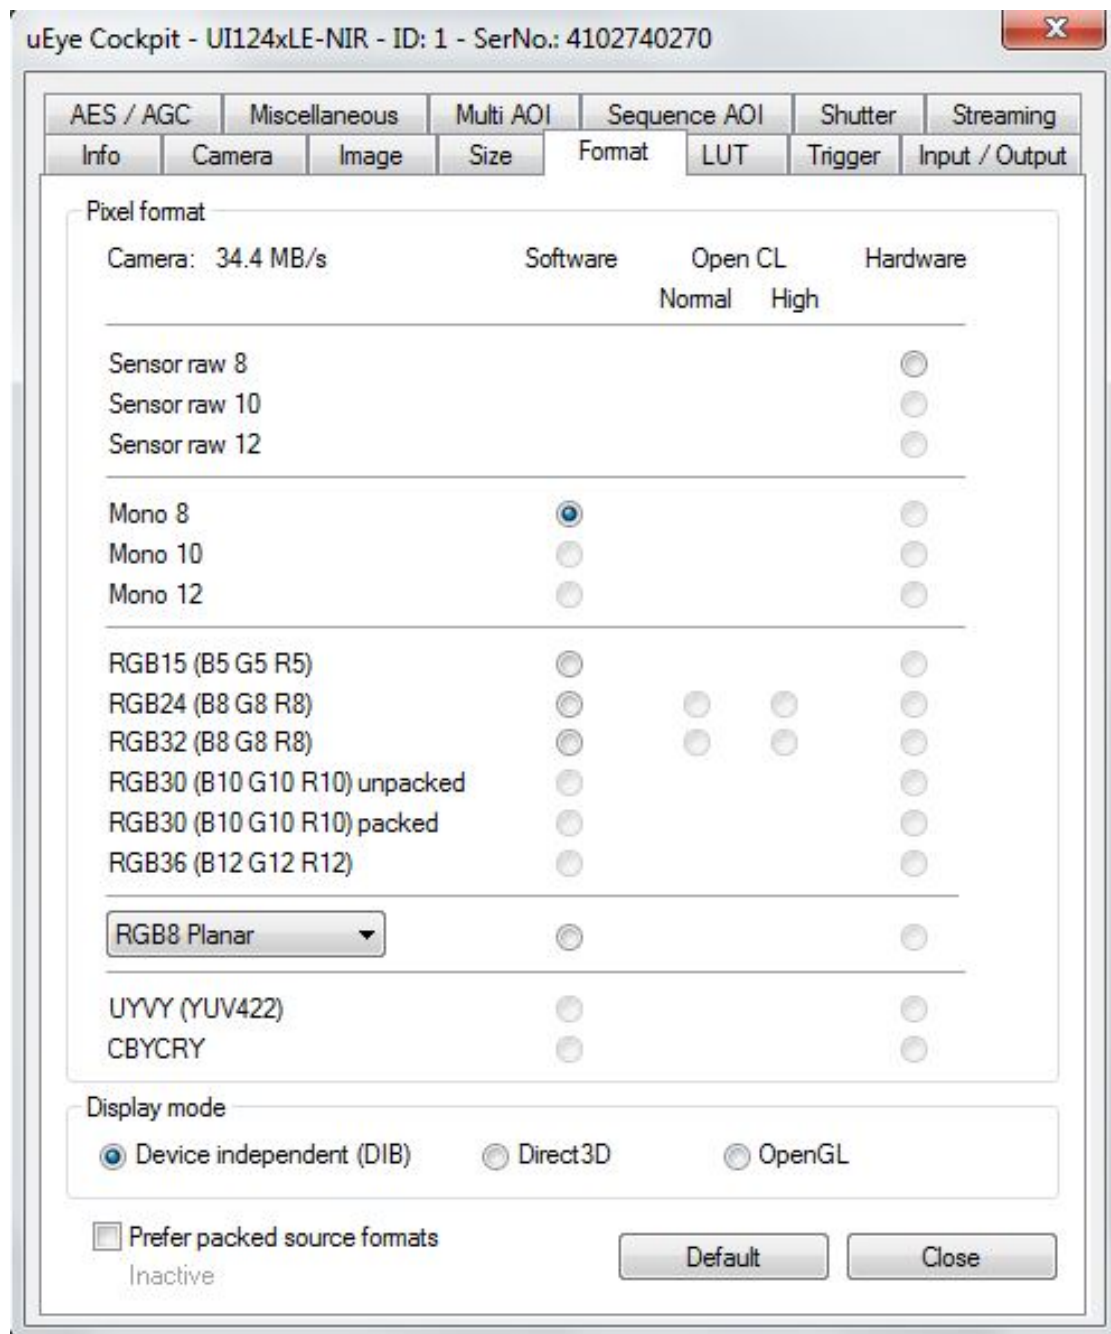 uEye Cockpit - UI124xLE-NIR - ID: 1 - SerNo.: 4102740270
AES / AGC Miscellaneous Multi AOI Sequence AOI Shutter Streaming
Info Camera Image Size Format LUT Trigger Input / Output
Pixel format
Camera: 34.4 MB/s Software Open CL Hardware
Normal High
Sensor raw 8
Sensor raw 10
Sensor raw 12
Mono 8
Mono 10
Mono 12
RGB15 (B5 G5 R5)
RGB24 (B8 G8 R8)
RGB32 (B8 G8 R8)
RGB30 (B10 G10 R10) unpacked
RGB30 (B10 G10 R10) packed
RGB36 (B12 G12 R12)
RGB8 Planar
UYVY (YUV422)
CBYCRY
Display mode
Device independent (DIB) Direct3D OpenGL
Prefer packed source formats
Inactive
Default Close